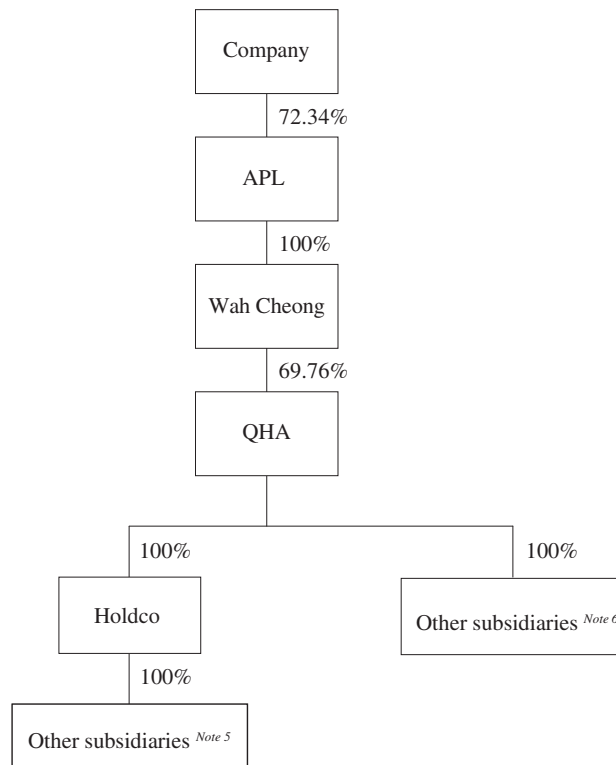 Company
72.34%
APL
100%
Wah Cheong
69.76%
QHA
100%
100%
Holdco
Other subsidiaries Note 6
100%
Other subsidiaries Note 5